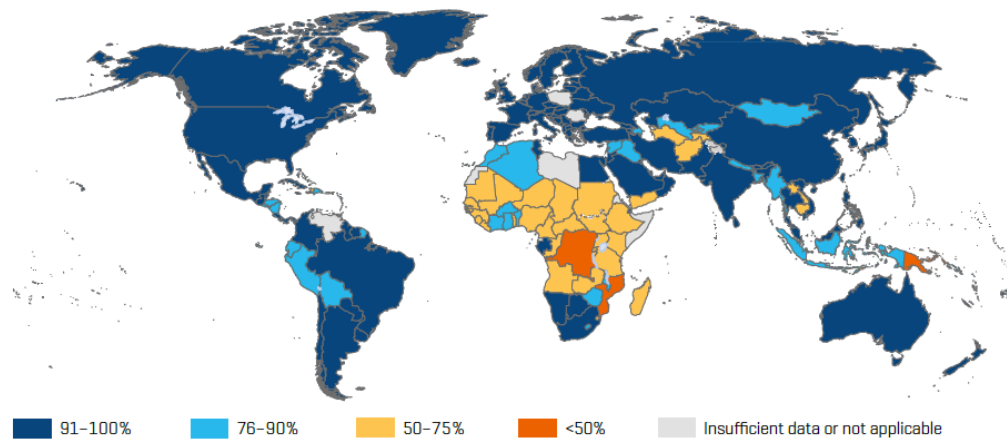 91–100% 76–90% 50–75% <50% Insufficient data or not applicable